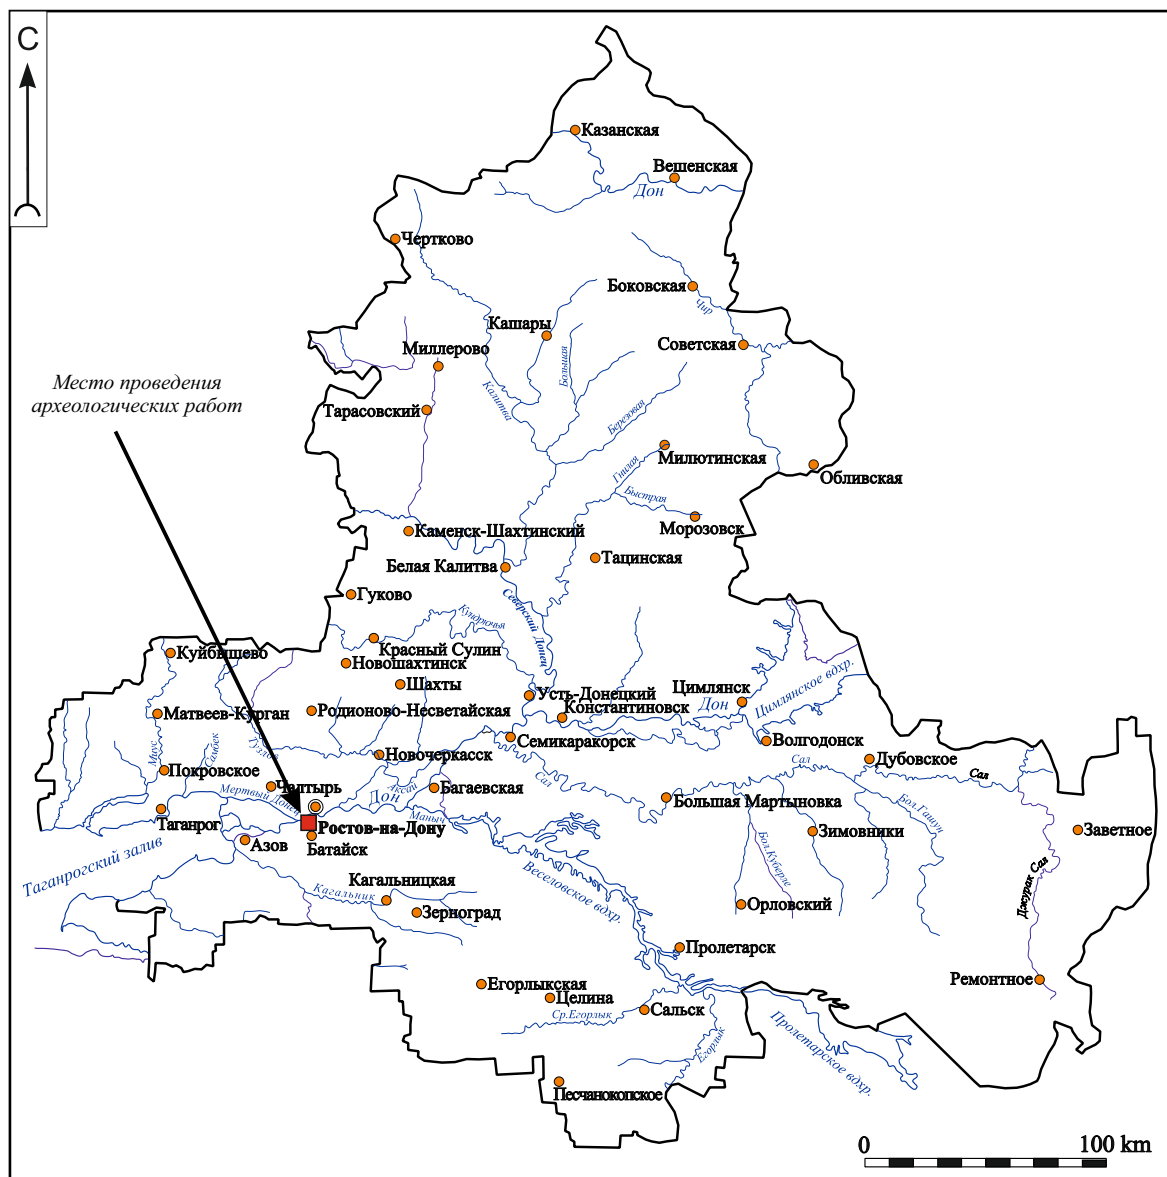 С
Казанская
Вешенская
Дон
Чертково
Боковская
Чир
Кашары
Советская
Миллерово
Большая
Место проведения
археологических работ
Калитва
Тарасовский
Березовая
Милютинская
Гнилая
Обливская
Быстрая
Морозовск
Каменск-Шахтинский
Тацинская
Белая Калитва
Гуково
Северский Донец
Кундрючья
Красный Сулин
Куйбышево
Новошахтинск
Шахты
Усть-Донецкий
Цимлянск
Цимлянское вдхр.
Родионово-Несветайская
Константиновск
Дон
Матвеев-Курган
Семикаракорск
Волгодонск
Миус
Самбек
Тузлов
Новочеркасск
Дубовское
Сал
Сал
Сал
Покровское
Чалтырь
Аксай
Багаевская
Мертвый Донец
Дон
Большая Мартыновка
Бол.Гашун
Таганрог
Маныч
Ростов-на-Дону
Зимовники
Заветное
Азов
Батайск
Таганрогский залив
Бол.Куберле
Веселовское вдхр.
Джурак Сал
Кагальницкая
Кагальник
Зерноград
Орловский
Пролетарск
Егорлыкская
Ремонтное
Целина
Сальск
Ср.Егорлык
Егорлык
Пролетарское вдхр.
Песчанокопское
0
100 km